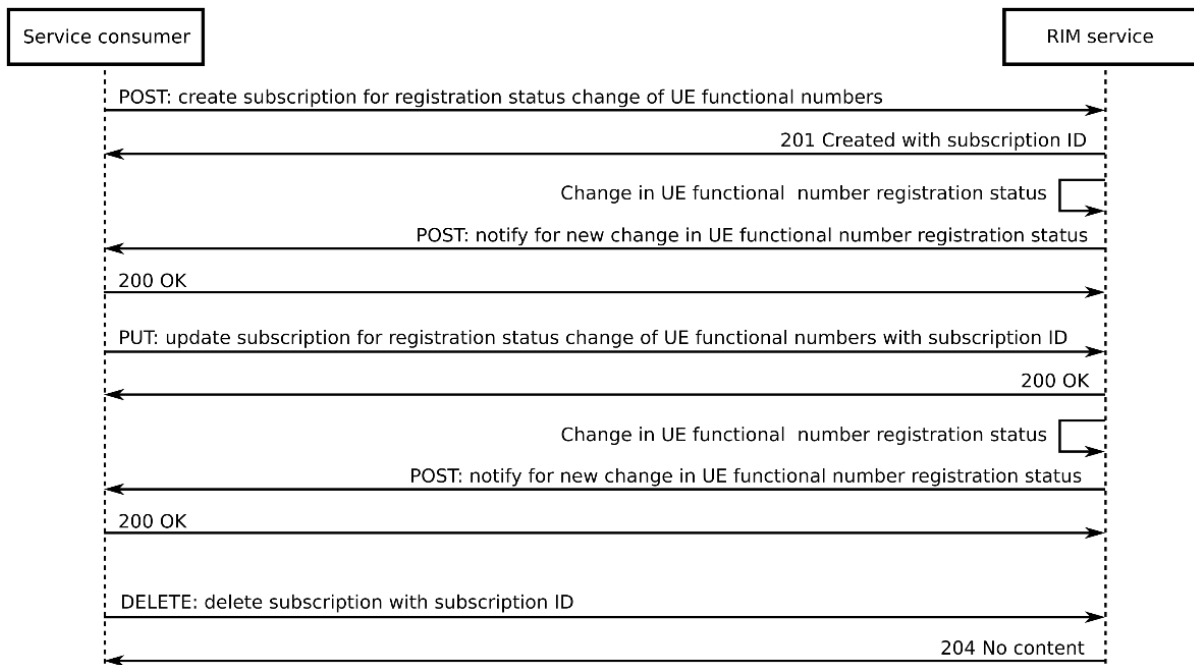 Service consumer
RIM service
POST: create subscription for registration status change of UE functional numbers
201 Created with subscription ID
Change in UE functional  number registration status
POST: notify for new change in UE functional number registration status
200 OK
PUT: update subscription for registration status change of UE functional numbers with subscription ID
200 OK
Change in UE functional  number registration status
POST: notify for new change in UE functional number registration status
200 OK
DELETE: delete subscription with subscription ID
204 No content